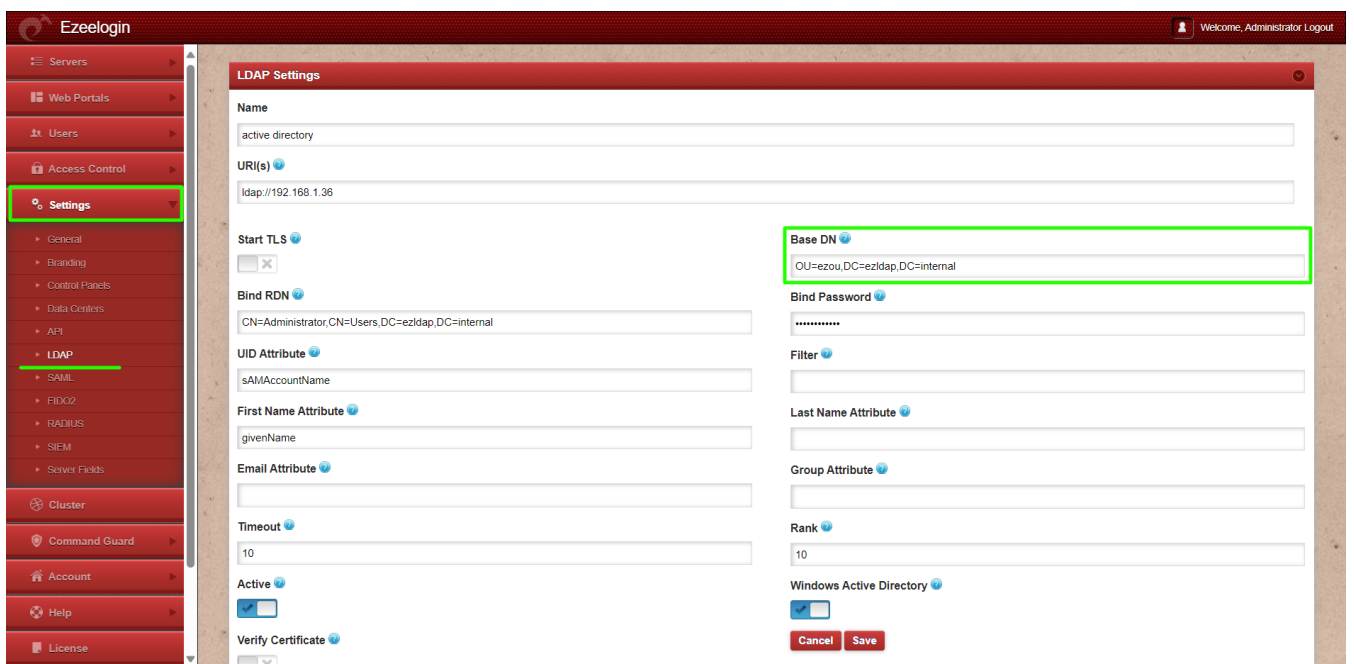 Ezeelogin
Welcome, Administrator Logout
Servers
Web Portals
Users
Access Control
Settings
General
Branding
Control Panels
Data Centers
API
LDAP
SAML
FIDO2
RADIUS
SIEM
Server Fields
Cluster
Command Guard
Account
Help
License
LDAP Settings
Name
active directory
URI(s)
ldap://192.168.1.36
Start TLS
Base DN
OU=ezou,DC=ezldap,DC=internal
Bind RDN
CN=Administrator,CN=Users,DC=ezldap,DC=internal
Bind Password
••••••••••••
UID Attribute
sAMAccountName
Filter
First Name Attribute
givenName
Last Name Attribute
Email Attribute
Group Attribute
Timeout
10
Rank
10
Active
Windows Active Directory
Verify Certificate
Cancel Save